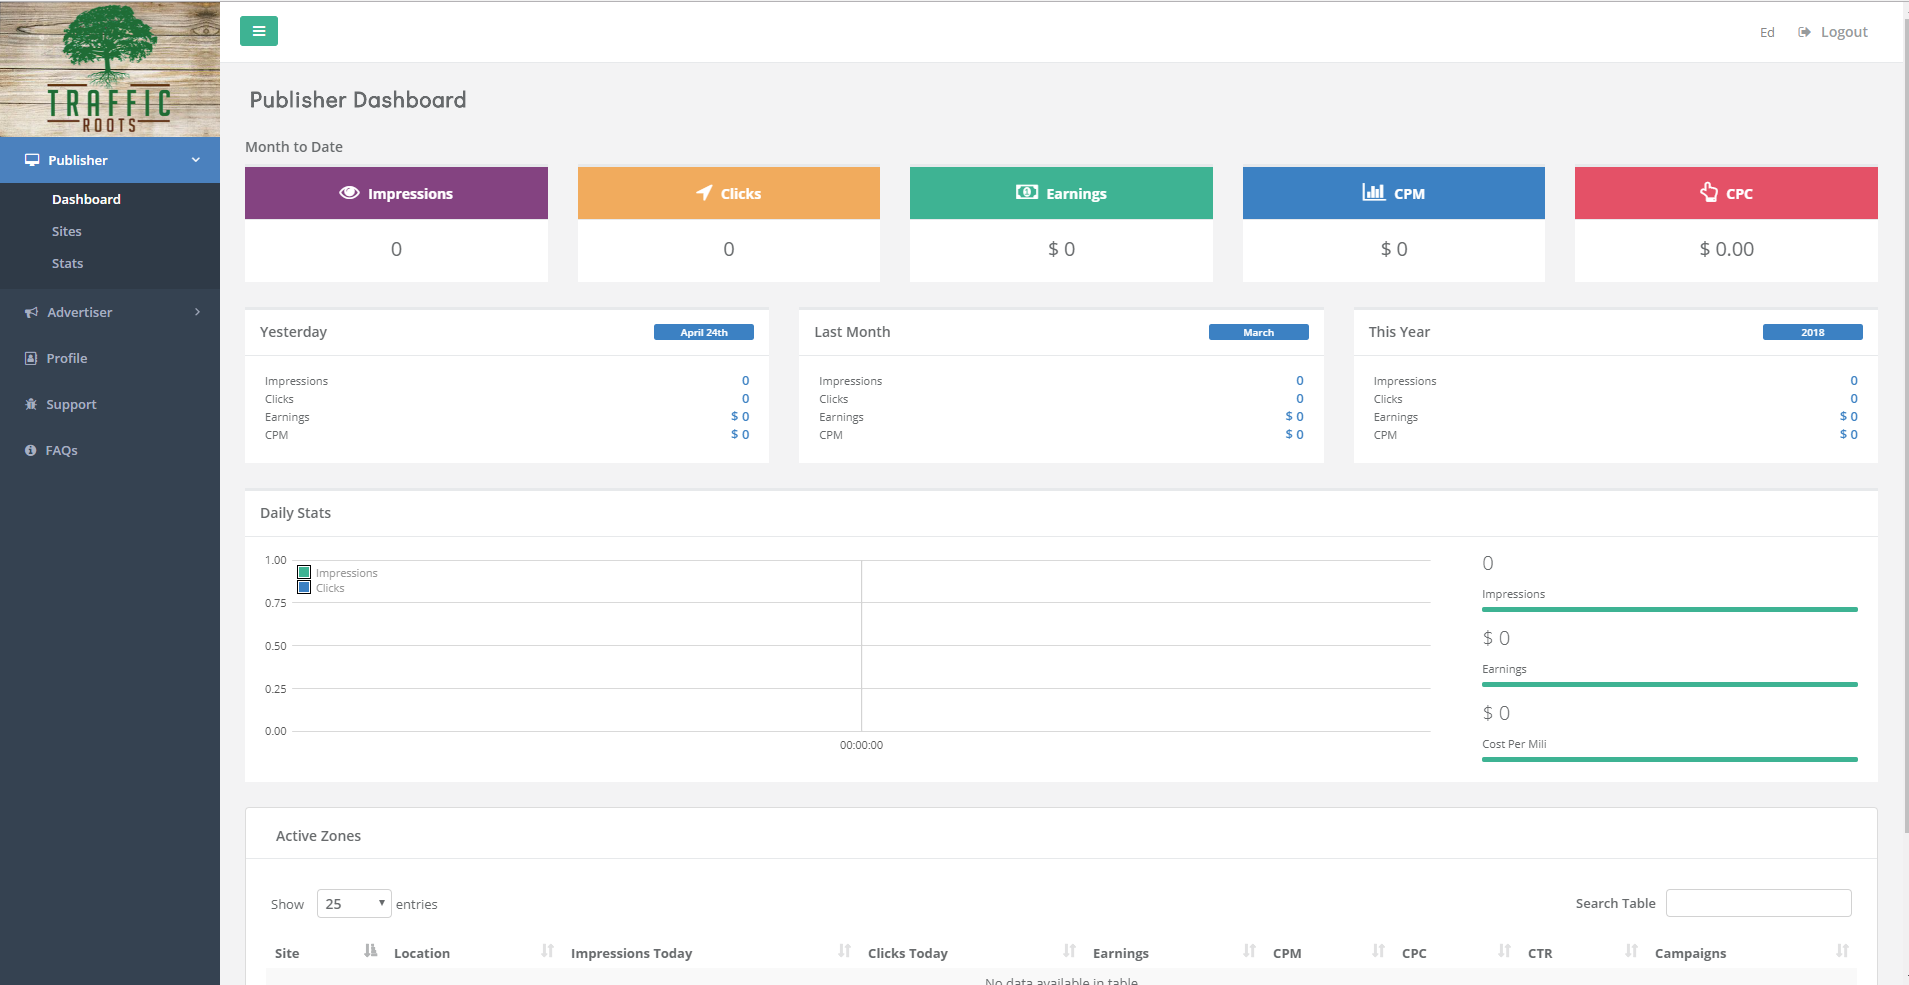 TRAFFIC
ROOTS
Ed Logout
Publisher
Dashboard
Sites
Stats
Advertiser
Profile
Support
FAQs
Publisher Dashboard
Month to Date
Impressions Clicks Earnings CPM CPC
0 0 $ 0 $ 0 $ 0.00
Yesterday April 24th
Impressions 0
Clicks 0
Earnings $ 0
CPM $ 0
Last Month March
Impressions 0
Clicks 0
Earnings $ 0
CPM $ 0
This Year 2018
Impressions 0
Clicks 0
Earnings $ 0
CPM $ 0
Daily Stats
1.00
0.75
0.50
0.25
0.00
Impressions
Clicks
00:00:00
0
Impressions
$ 0
Earnings
$ 0
Cost Per Mili
Active Zones
Show 25 entries Search Table
Site Location Impressions Today Clicks Today Earnings CPM CPC CTR Campaigns
No data available in table